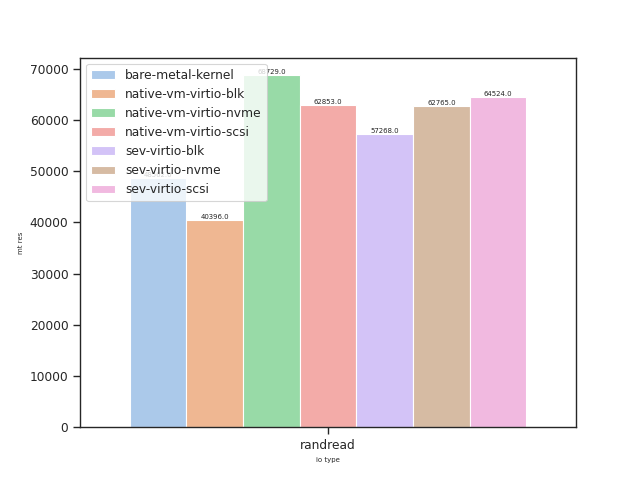 bare-metal-kernel
native-vm-virtio-blk
native-vm-virtio-nvme
native-vm-virtio-scsi
sev-virtio-blk
sev-virtio-nvme
sev-virtio-scsi
70000
60000
50000
40000
30000
20000
10000
0
40396.0
62853.0
57268.0
62765.0
64524.0
mt res
randread
io type